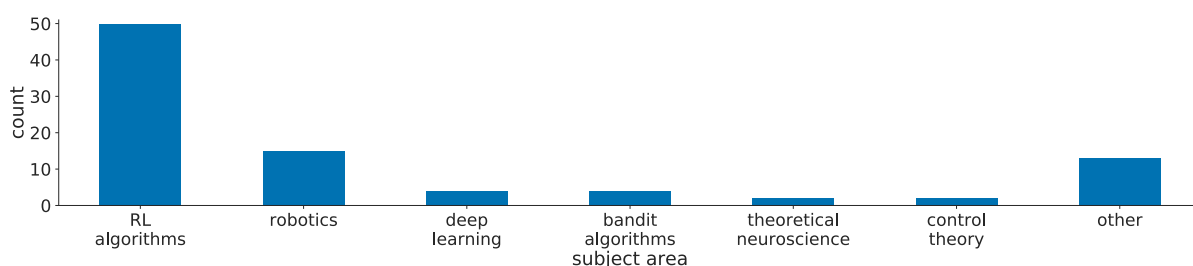 50
40
30
20
10
0
count
RL algorithms
robotics
deep learning
bandit algorithms
theoretical neuroscience
control theory
other
subject area